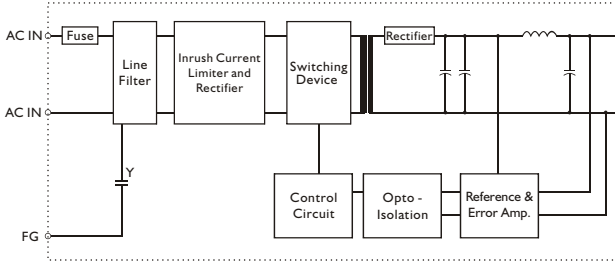 AC IN
Fuse
Line
Filter
Inrush Current
Limiter and
Rectifier
Switching
Device
Rectifier
AC IN
Y
Control
Circuit
Opto -
Isolation
Reference &
Error Amp.
FG